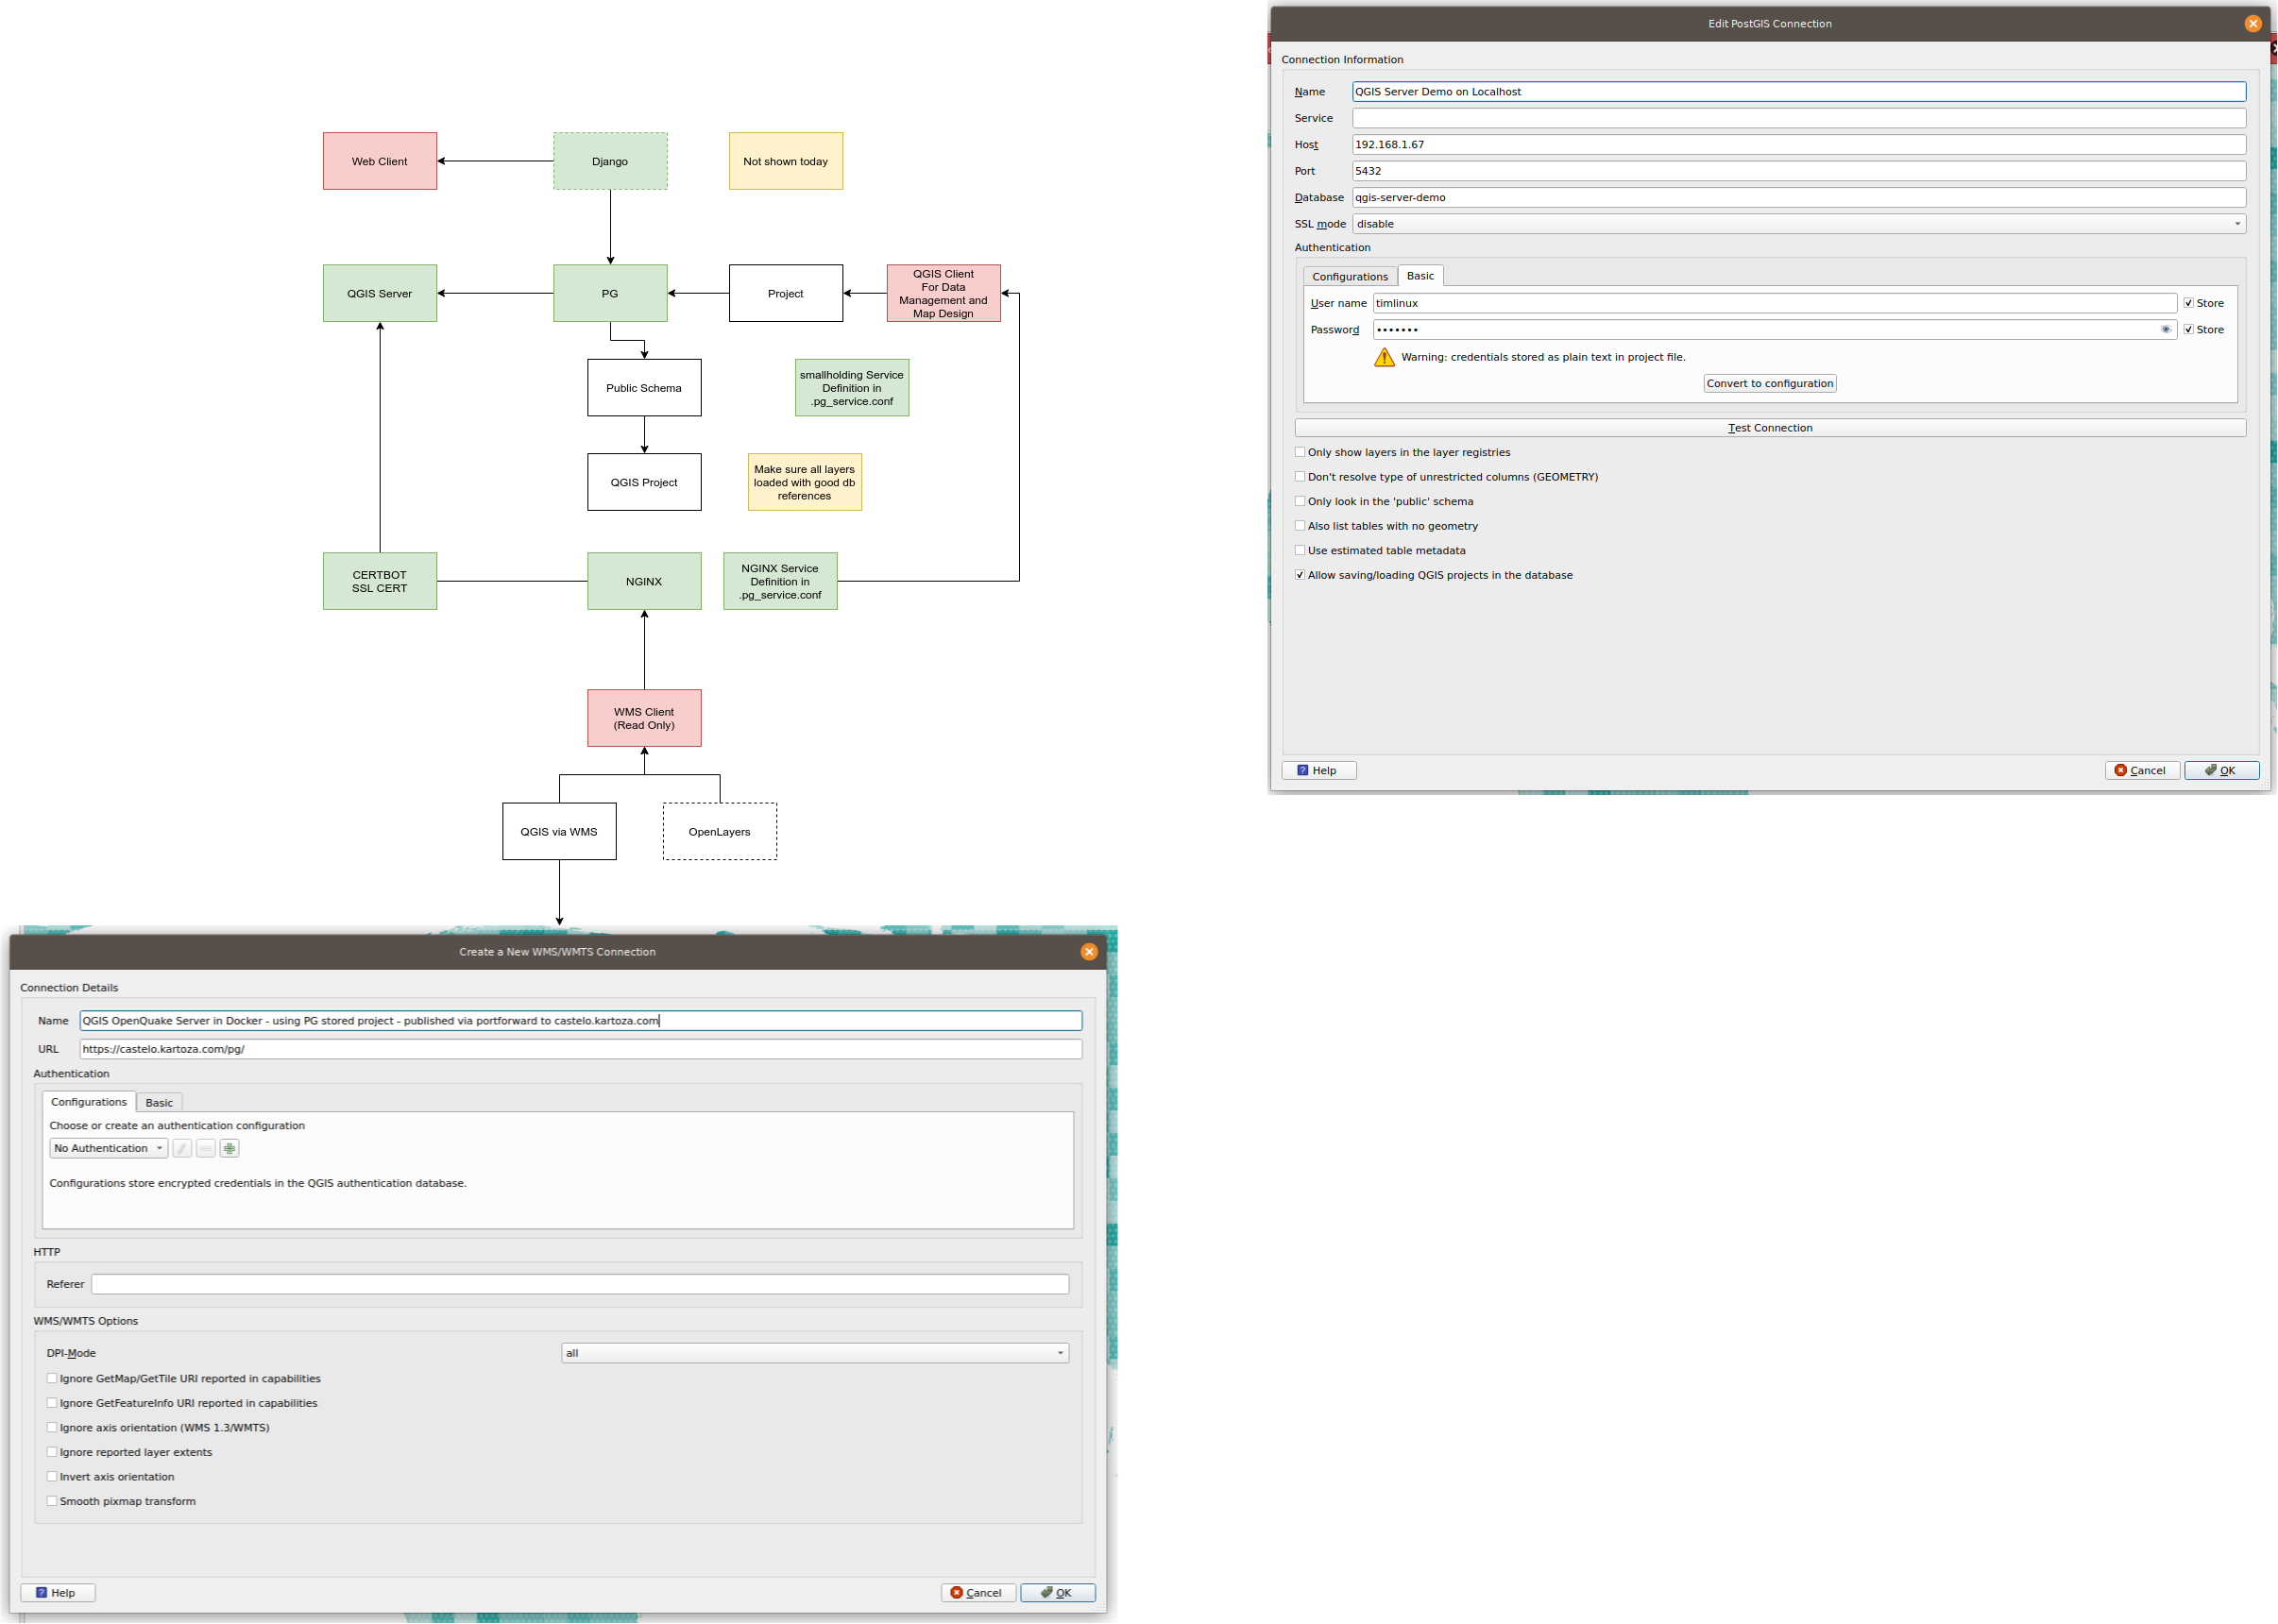 Web Client
Django
Not shown today
QGIS Server
PG
Project
QGIS Client
For Data
Management and
Map Design
Public Schema
smallholding Service
Definition in
.pg_service.conf
QGIS Project
Make sure all layers
loaded with good db
references
CERTBOT
SSL CERT
NGINX
NGINX Service
Definition in
.pg_service.conf
WMS Client
(Read Only)
QGIS via WMS
OpenLayers
Edit PostGIS Connection
Connection Information
Name QGIS Server Demo on Localhost
Service
Host 192.168.1.67
Port 5432
Database qgis-server-demo
SSL mode disable
Authentication
Configurations Basic
User name timlinux Store
Password ••••••• Store
Warning: credentials stored as plain text in project file.
Convert to configuration
Test Connection
Only show layers in the layer registries
Don't resolve type of unrestricted columns (GEOMETRY)
Only look in the 'public' schema
Also list tables with no geometry
Use estimated table metadata
Allow saving/loading QGIS projects in the database
Help Cancel OK
Create a New WMS/WMTS Connection
Connection Details
Name QGIS OpenQuake Server in Docker - using PG stored project - published via portforward to castelo.kartoza.com
URL https://castelo.kartoza.com/pg/
Authentication
Configurations Basic
Choose or create an authentication configuration
No Authentication
Configurations store encrypted credentials in the QGIS authentication database.
HTTP
Referer
WMS/WMTS Options
DPI-Mode all
Ignore GetMap/GetTile URI reported in capabilities
Ignore GetFeatureInfo URI reported in capabilities
Ignore axis orientation (WMS 1.3/WMTS)
Ignore reported layer extents
Invert axis orientation
Smooth pixmap transform
Help Cancel OK